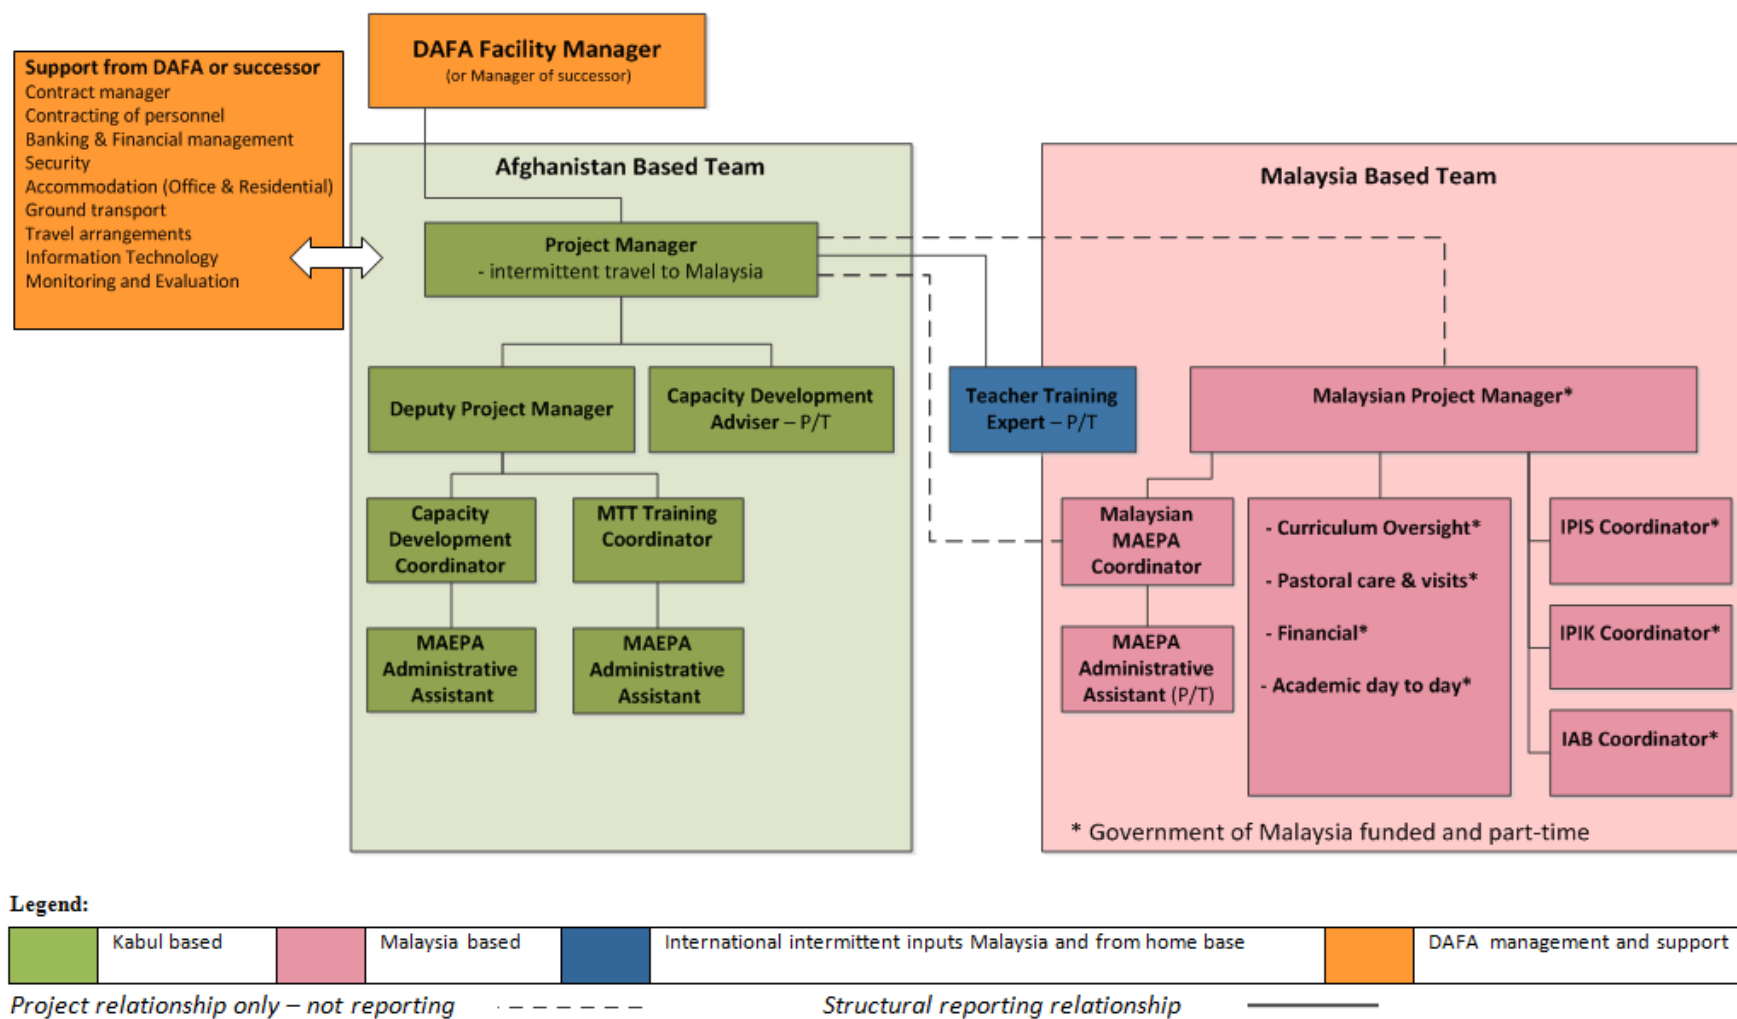 DAFA Facility Manager
(or Manager of successor)
Support from DAFA or successor
Contract manager
Contracting of personnel
Banking & Financial management
Security
Accommodation (Office & Residential)
Ground transport
Travel arrangements
Information Technology
Monitoring and Evaluation
Afghanistan Based Team
Project Manager
- intermittent travel to Malaysia
Deputy Project Manager
Capacity Development
Adviser – P/T
Capacity
Development
Coordinator
MTT Training
Coordinator
MAEPA
Administrative
Assistant
MAEPA
Administrative
Assistant
Teacher Training
Expert – P/T
Malaysia Based Team
Malaysian Project Manager*
Malaysian
MAEPA
Coordinator
MAEPA
Administrative
Assistant (P/T)
- Curriculum Oversight*
- Pastoral care & visits*
- Financial*
- Academic day to day*
IPIS Coordinator*
IPIK Coordinator*
IAB Coordinator*
* Government of Malaysia funded and part-time
Legend:
Kabul based
Malaysia based
International intermittent inputs Malaysia and from home base
DAFA management and support
Project relationship only – not reporting
Structural reporting relationship